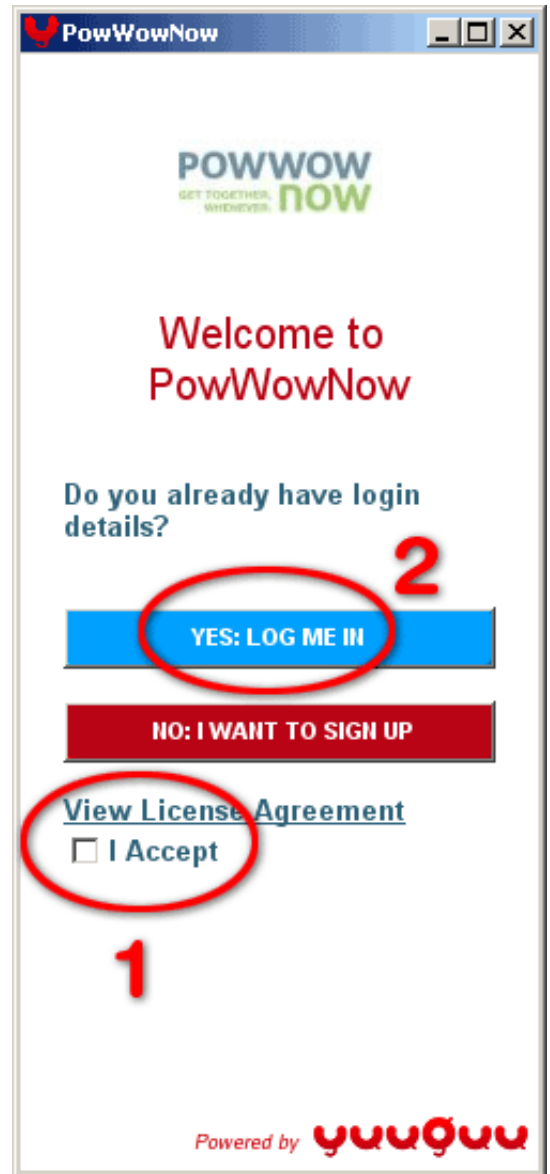 PowWowNow
POWWOW
GET TOGETHER, NOW
WHENEVER.
Welcome to
PowWowNow
Do you already have login
details?
2
YES: LOG ME IN
NO: I WANT TO SIGN UP
View License Agreement
I Accept
1
Powered by yuuguu